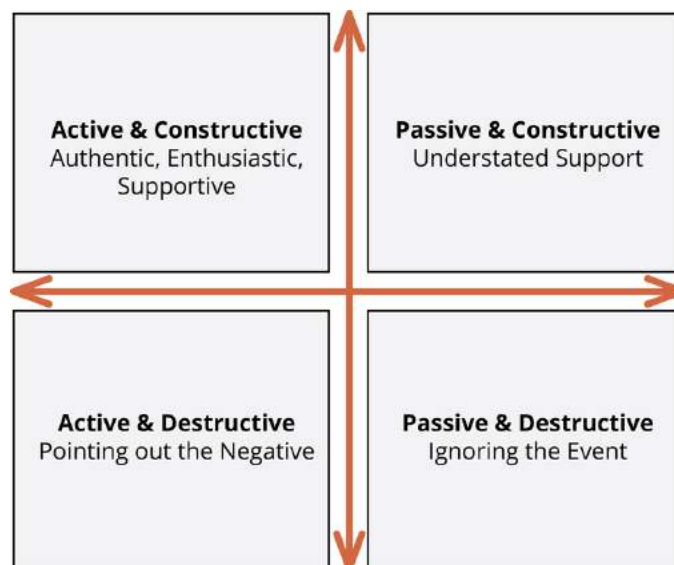 Active & Constructive
Authentic, Enthusiastic,
Supportive
Passive & Constructive
Understated Support
Active & Destructive
Pointing out the Negative
Passive & Destructive
Ignoring the Event